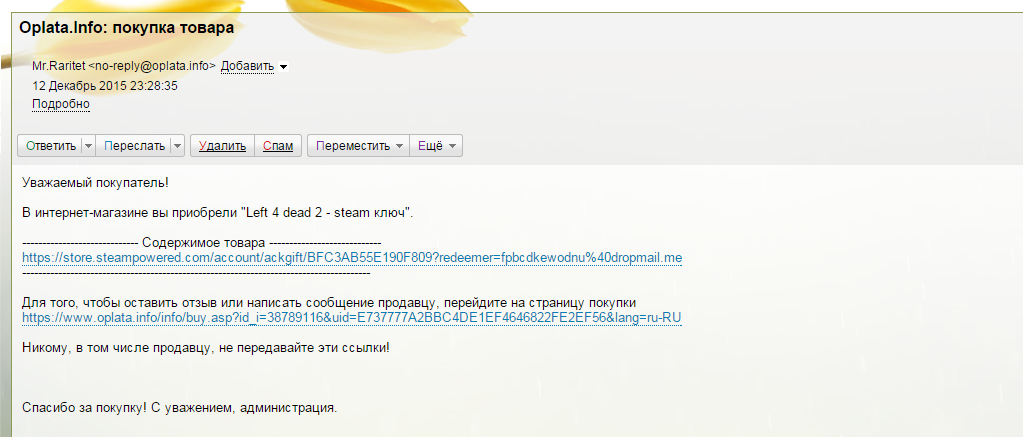 Oplata.Info: покупка товара
Mr.Raritet <no-reply@oplata.info> Добавить
12 Декабрь 2015 23:28:35
Подробно
Ответить Переслать Удалить Спам Переместить Ещё
Уважаемый покупатель!
В интернет-магазине вы приобрели "Left 4 dead 2 - steam ключ".
----------------------------- Содержимое товара ----------------------------
https://store.steampowered.com/account/ackgift/BFC3AB55E190F809?redeemer=fpbcdkewodnu%40dropmail.me
---------------------------------------------------------------------------------------
Для того, чтобы оставить отзыв или написать сообщение продавцу, перейдите на страницу покупки
https://www.oplata.info/info/buy.asp?id_i=38789116&uid=E737777A2BBC4DE1EF4646822FE2EF56&lang=ru-RU
Никому, в том числе продавцу, не передавайте эти ссылки!
Спасибо за покупку! С уважением, администрация.